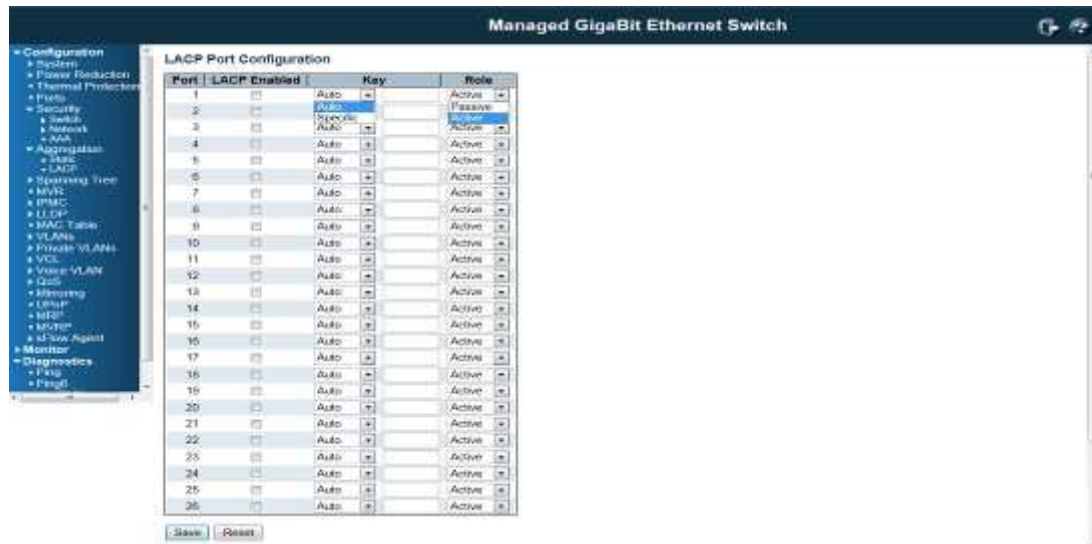 Managed GigaBit Ethernet Switch
Configuration
System
Power Reduction
Thermal Protection
Ports
Security
Switch
Network
AAA
Aggregation
Static
LACP
Spanning Tree
MVR
IPMC
LLDP
MAC Table
VLANs
Private VLANs
VCL
Voice VLAN
QoS
Mirroring
UPnP
MRP
MVRP
sFlow Agent
Monitor
Diagnostics
Ping
Ping6
LACP Port Configuration
Port LACP Enabled Key Role
1 Auto Active
Auto Passive
2
Specific Active
3 Auto Active
4 Auto Active
5 Auto Active
6 Auto Active
7 Auto Active
8 Auto Active
9 Auto Active
10 Auto Active
11 Auto Active
12 Auto Active
13 Auto Active
14 Auto Active
15 Auto Active
16 Auto Active
17 Auto Active
18 Auto Active
19 Auto Active
20 Auto Active
21 Auto Active
22 Auto Active
23 Auto Active
24 Auto Active
25 Auto Active
26 Auto Active
Save Reset